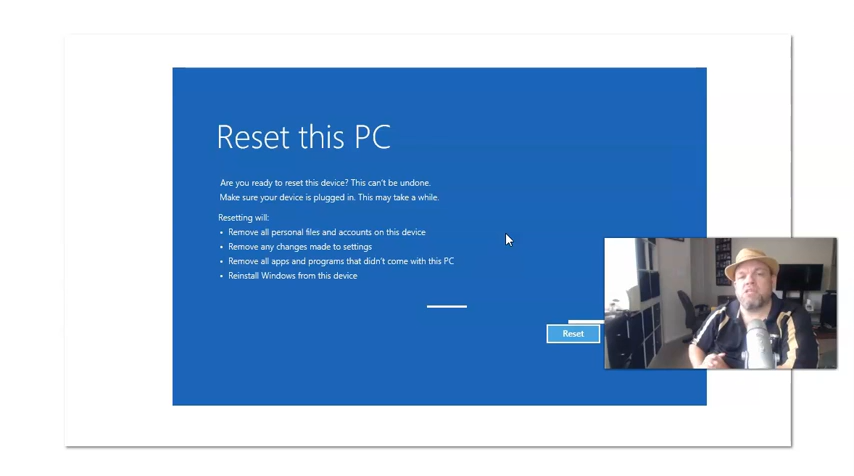 Reset this PC
Are you ready to reset this device? This can't be undone.
Make sure your device is plugged in. This may take a while.
Resetting will:
• Remove all personal files and accounts on this device
• Remove any changes made to settings
• Remove all apps and programs that didn't come with this PC
• Reinstall Windows from this device
Reset